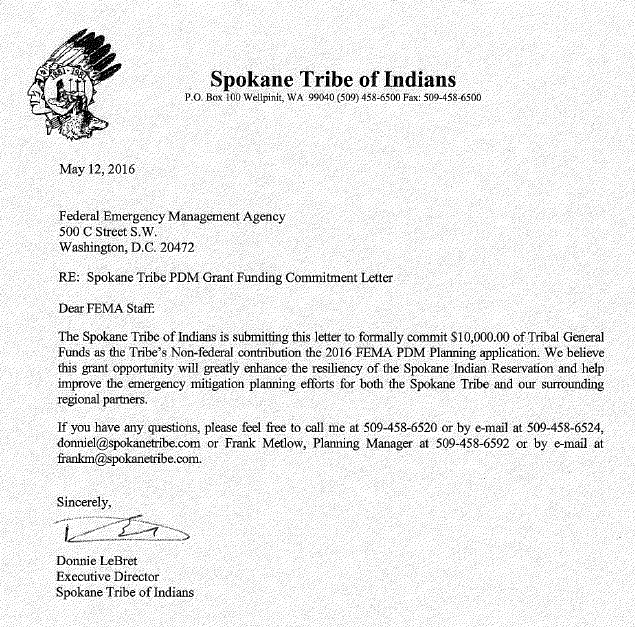 1881-1981
Spokane Tribe of Indians
P.O. Box 100 Wellpinit, WA 99040 (509) 458-6500 Fax: 509-458-6500
May 12, 2016
Federal Emergency Management Agency
500 C Street S.W.
Washington, D.C. 20472
RE: Spokane Tribe PDM Grant Funding Commitment Letter
Dear FEMA Staff:
The Spokane Tribe of Indians is submitting this letter to formally commit $10,000.00 of Tribal General
Funds as the Tribe's Non-federal contribution the 2016 FEMA PDM Planning application. We believe
this grant opportunity will greatly enhance the resiliency of the Spokane Indian Reservation and help
improve the emergency mitigation planning efforts for both the Spokane Tribe and our surrounding
regional partners.
If you have any questions, please feel free to call me at 509-458-6520 or by e-mail at 509-458-6524,
donniel@spokanetribe.com or Frank Metlow, Planning Manager at 509-458-6592 or by e-mail at
frankm@spokanetribe.com.
Sincerely,
Donnie LeBret
Executive Director
Spokane Tribe of Indians